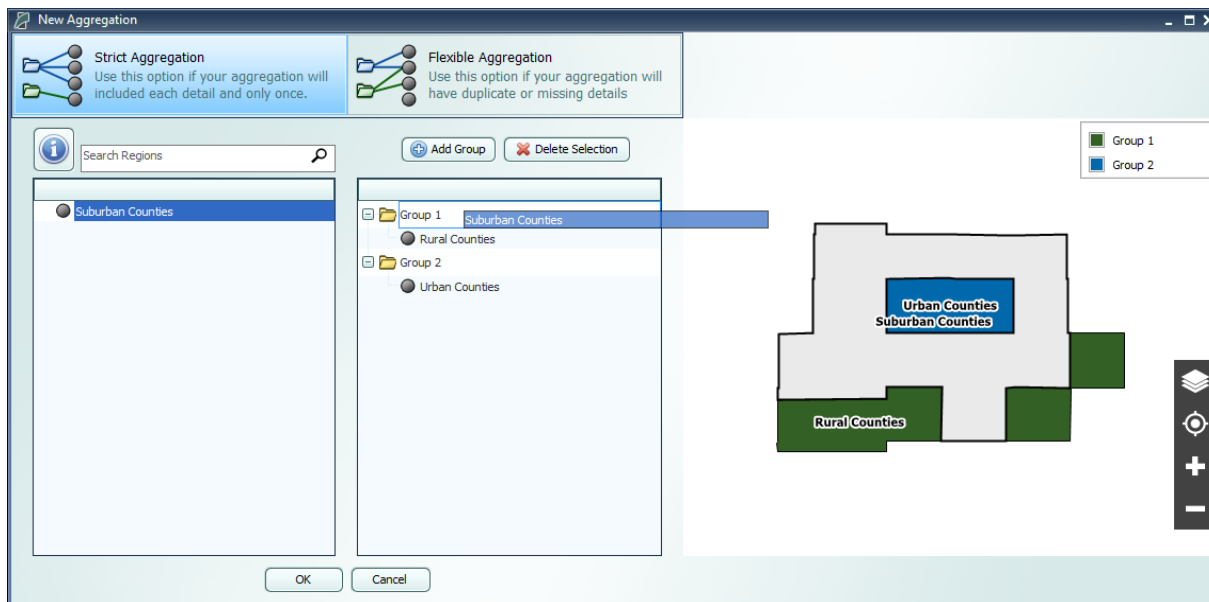 New Aggregation
Strict Aggregation
Use this option if your aggregation will
included each detail and only once.
Flexible Aggregation
Use this option if your aggregation will
have duplicate or missing details
Search Regions
Add Group
Delete Selection
Suburban Counties
Group 1
Suburban Counties
Rural Counties
Group 2
Urban Counties
Group 1
Group 2
Urban Counties
Suburban Counties
Rural Counties
OK
Cancel